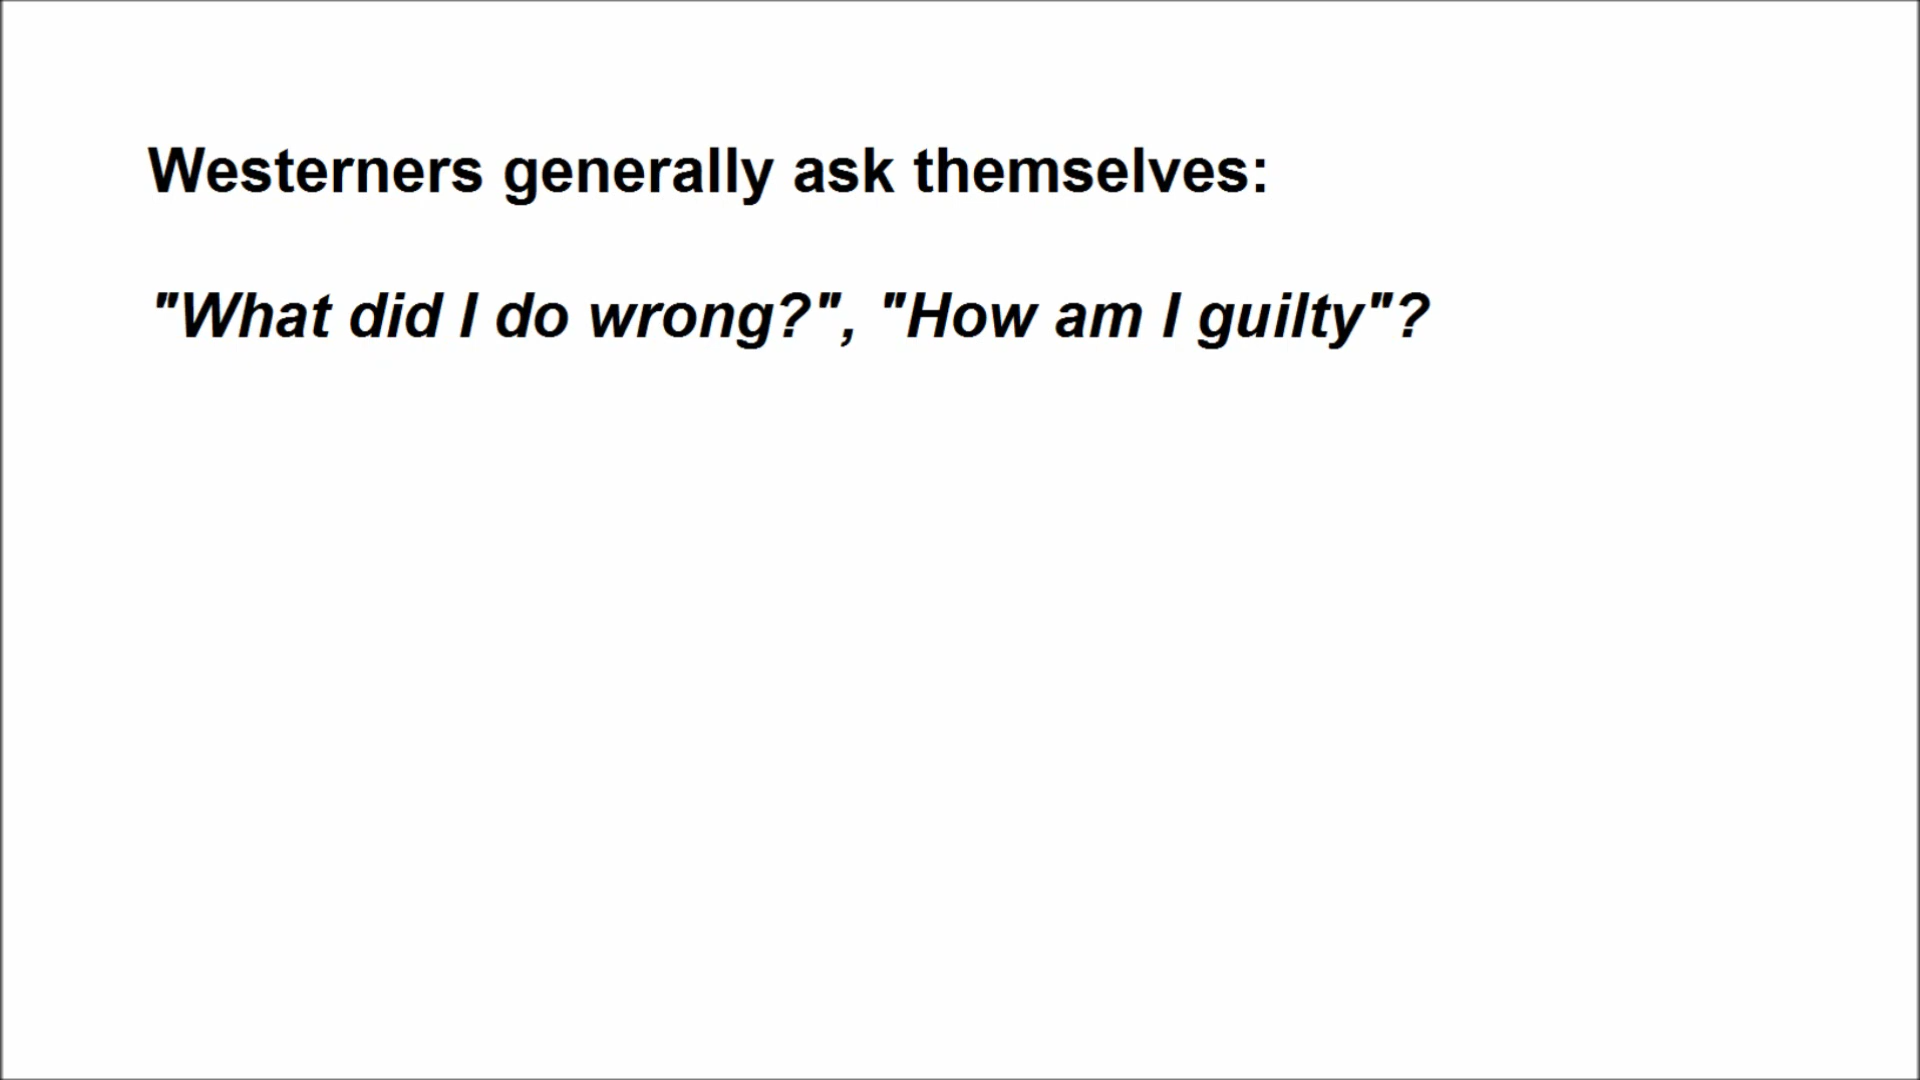 Westerners generally ask themselves:
"What did I do wrong?", "How am I guilty"?